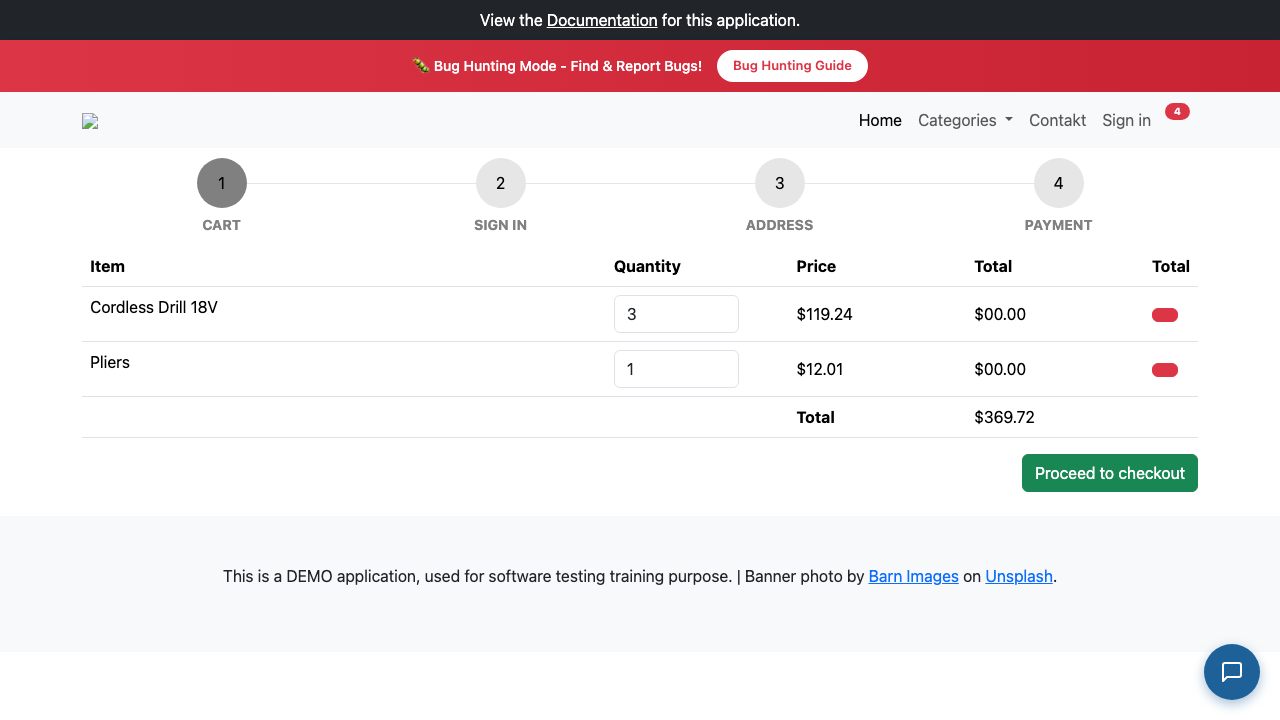 View the Documentation for this application.
🐛 Bug Hunting Mode - Find & Report Bugs! Bug Hunting Guide
Home Categories Contakt Sign in 4
1 2 3 4
CART SIGN IN ADDRESS PAYMENT
Item Quantity Price Total Total
Cordless Drill 18V 3 $119.24 $00.00
Pliers 1 $12.01 $00.00
Total $369.72
Proceed to checkout
This is a DEMO application, used for software testing training purpose. | Banner photo by Barn Images on Unsplash.